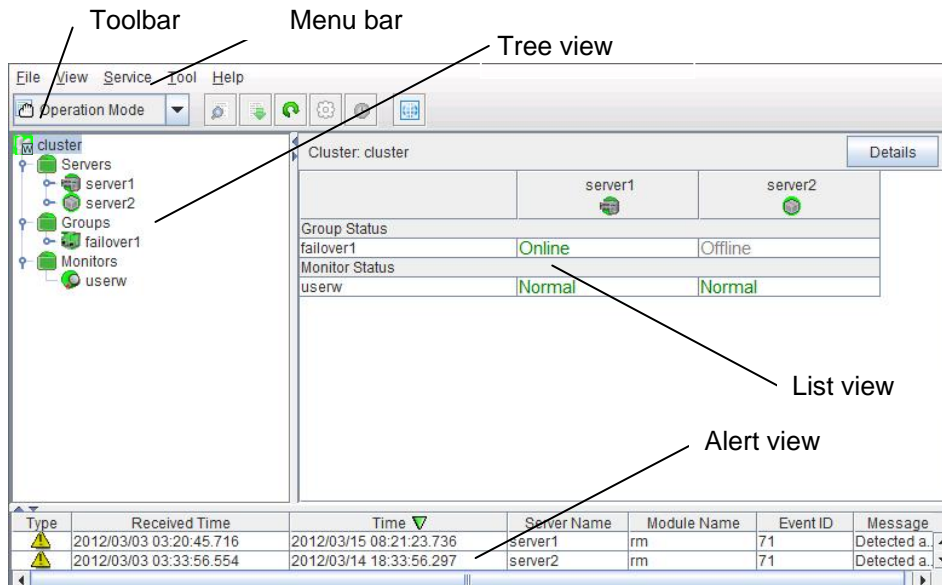 Toolbar Menu bar
Tree view
File View Service Tool Help
Operation Mode
cluster
Servers
server1
server2
Groups
failover1
Monitors
userw
Cluster: cluster Details
server1 server2
Group Status
failover1 Online Offline
Monitor Status
userw Normal Normal
List view
Alert view
Type Received Time Time Server Name Module Name Event ID Message
2012/03/03 03:20:45.716 2012/03/15 08:21:23.736 server1 rm 71 Detected a..
2012/03/03 03:33:56.554 2012/03/14 18:33:56.297 server2 rm 71 Detected a..